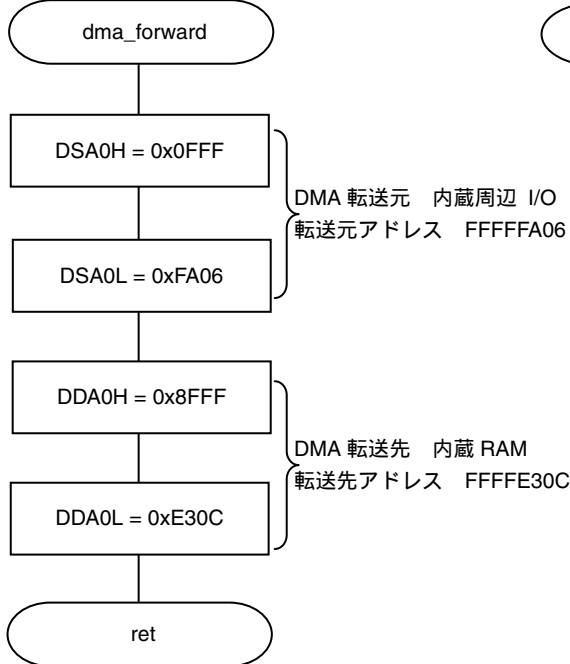 dma_forward
DSA0H = 0x0FFF
DSA0L = 0xFA06
DMA 転送元　内蔵周辺 I/O
転送元アドレス　FFFFFA06
DDA0H = 0x8FFF
DDA0L = 0xE30C
DMA 転送先　内蔵 RAM
転送先アドレス　FFFFE30C
ret